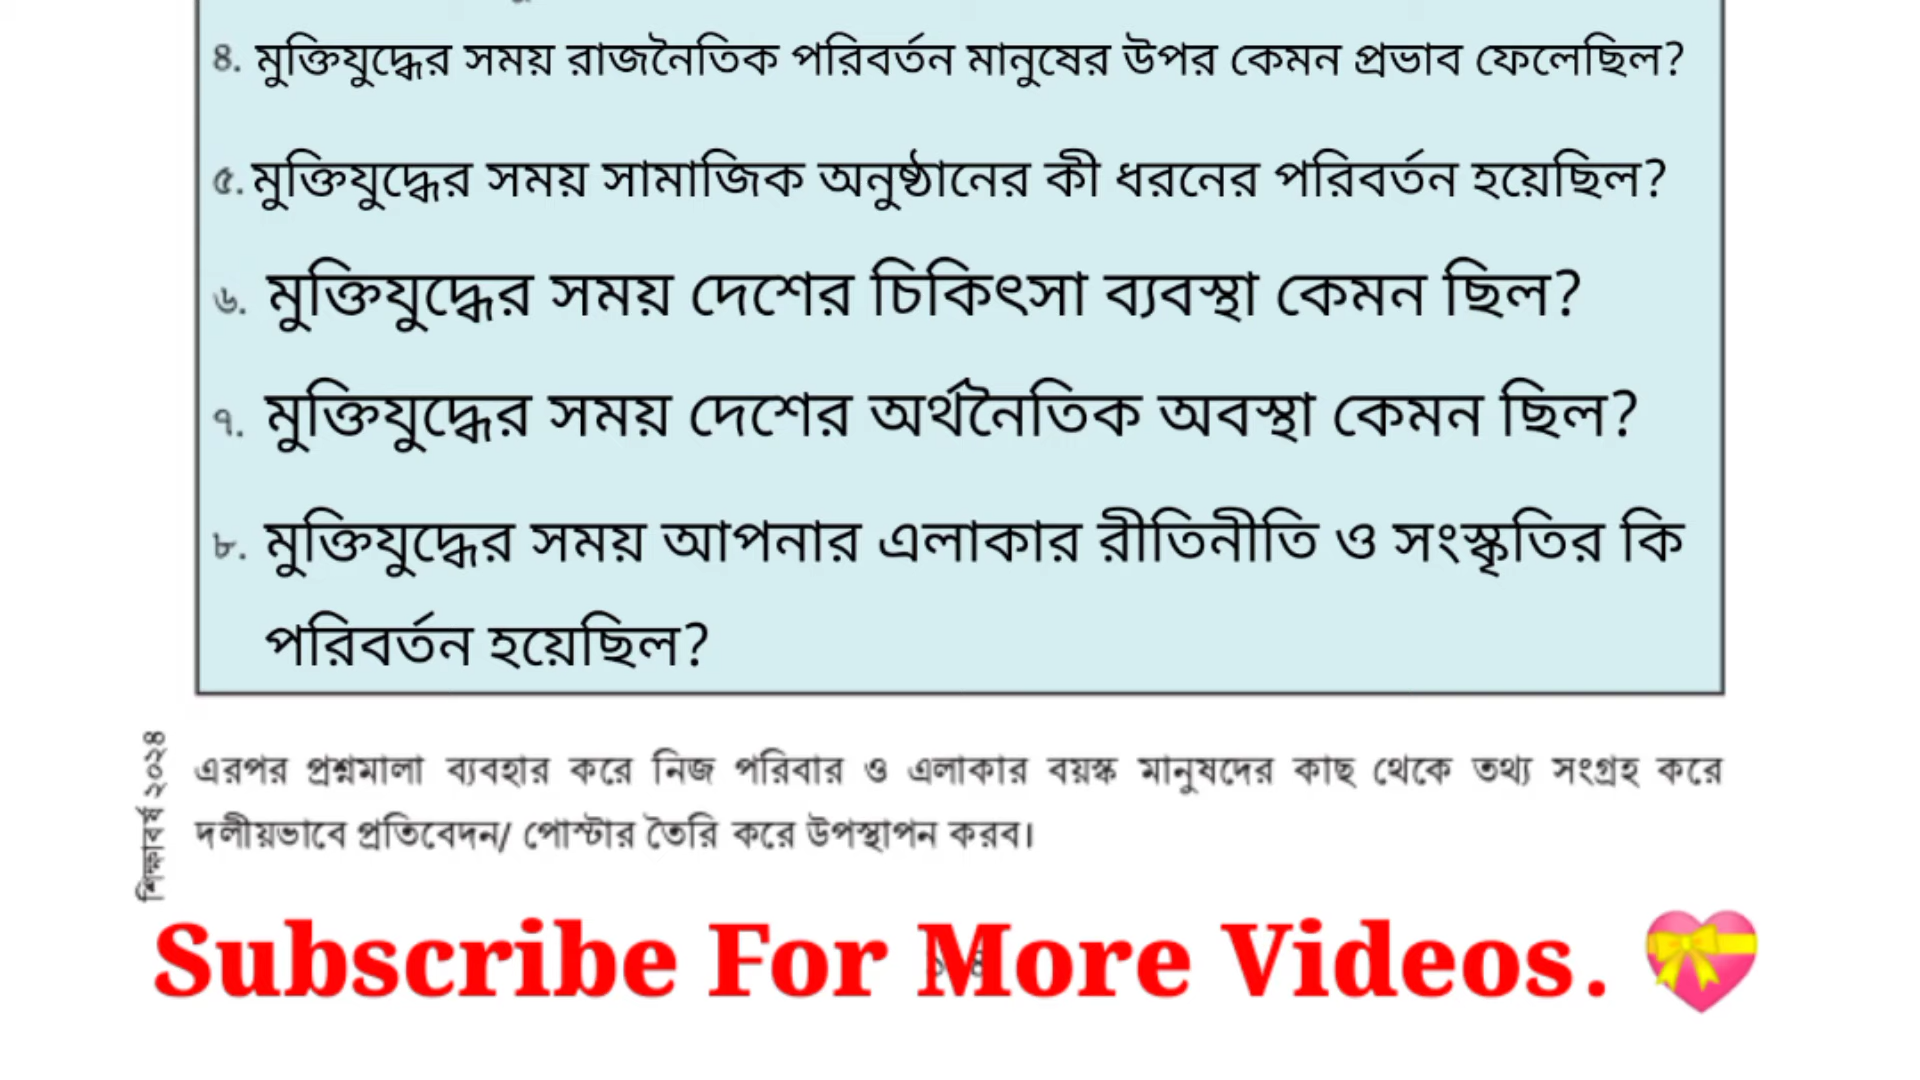 ৪. মুক্তিযুদ্ধের সময় রাজনৈতিক পরিবর্তন মানুষের উপর কেমন প্রভাব ফেলেছিল?
৫. মুক্তিযুদ্ধের সময় সামাজিক অনুষ্ঠানের কী ধরনের পরিবর্তন হয়েছিল?
৬. মুক্তিযুদ্ধের সময় দেশের চিকিৎসা ব্যবস্থা কেমন ছিল?
৭. মুক্তিযুদ্ধের সময় দেশের অর্থনৈতিক অবস্থা কেমন ছিল?
৮. মুক্তিযুদ্ধের সময় আপনার এলাকার রীতিনীতি ও সংস্কৃতির কি
পরিবর্তন হয়েছিল?
শিক্ষাবর্ষ ২০২৪
এরপর প্রশ্নমালা ব্যবহার করে নিজ পরিবার ও এলাকার বয়স্ক মানুষদের কাছ থেকে তথ্য সংগ্রহ করে
দলীয়ভাবে প্রতিবেদন/ পোস্টার তৈরি করে উপস্থাপন করব।
Subscribe For More Videos. 💝